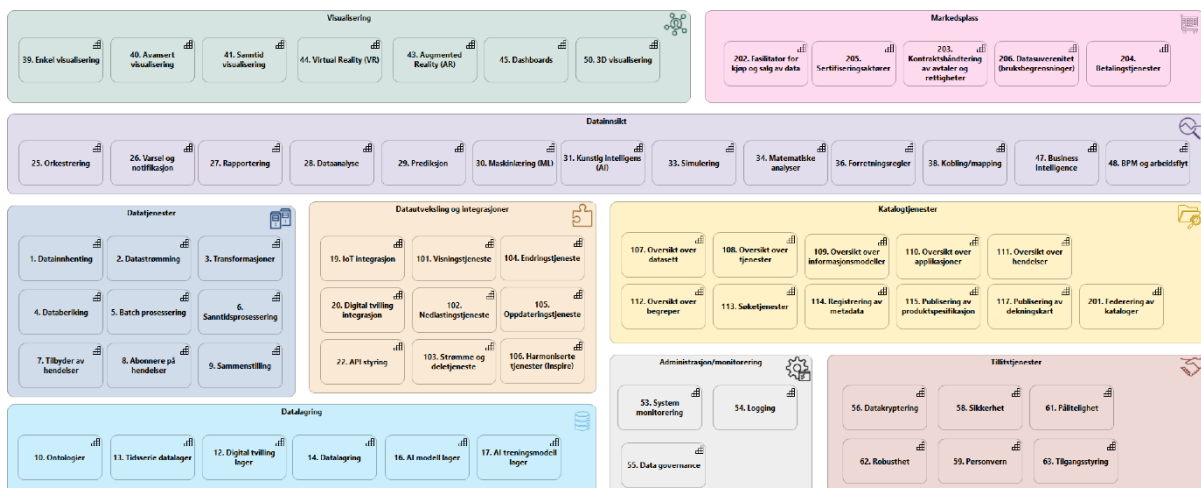 Visualisering
39. Enkel visualisering
40. Avansert
visualisering
41. Sanntid
visualisering
44. Virtual Reality (VR)
43. Augmented
Reality (AR)
45. Dashboards
50. 3D visualisering
Markedsplass
202. Fasilitator for
kjøp og salg av data
205.
Sertifiseringsaktører
203.
Kontraktshåndtering
av avtaler og
rettigheter
206. Datasuverenitet
(bruksbegrensninger)
204.
Betalingstjenester
Datainnsikt
25. Orkestrering
26. Varsel og
notifikasjon
27. Rapportering
28. Dataanalyse
29. Prediksjon
30. Maskinlæring (ML)
31. Kunstig Intelligens
(AI)
33. Simulering
34. Matematiske
analyser
36. Forretningsregler
38. Kobling/mapping
47. Business
Intelligence
48. BPM og arbeidsflyt
Datatjenester
1. Datainnhenting
2. Datastrømming
3. Transformasjoner
4. Databeriking
5. Batch prosessering
6.
Sanntidsprosessering
7. Tilbyder av
hendelser
8. Abonnere på
hendelser
9. Sammenstilling
Datautveksling og integrasjoner
19. IoT integrasjon
101. Visningstjeneste
104. Endringstjeneste
20. Digital tvilling
integrasjon
102.
Nedlastingstjeneste
105.
Oppdateringstjeneste
22. API styring
103. Strømme og
deletjeneste
106. Harmoniserte
tjenester (Inspire)
Katalogtjenester
107. Oversikt over
datasett
108. Oversikt over
tjenester
109. Oversikt over
informasjonsmodeller
110. Oversikt over
applikasjoner
111. Oversikt over
hendelser
112. Oversikt over
begreper
113. Søketjenester
114. Registrering av
metadata
115. Publisering av
produktspesifikasjon
117. Publisering av
dekningskart
201. Føderering av
kataloger
Datalagring
10. Ontologier
13. Tidsserie datalager
12. Digital tvilling
lager
14. Datalagring
16. AI modell lager
17. AI treningsmodell
lager
Administrasjon/monitorering
53. System
monitorering
54. Logging
55. Data governance
Tillitstjenester
56. Datakryptering
58. Sikkerhet
61. Pålitelighet
62. Robusthet
59. Personvern
63. Tilgangsstyring